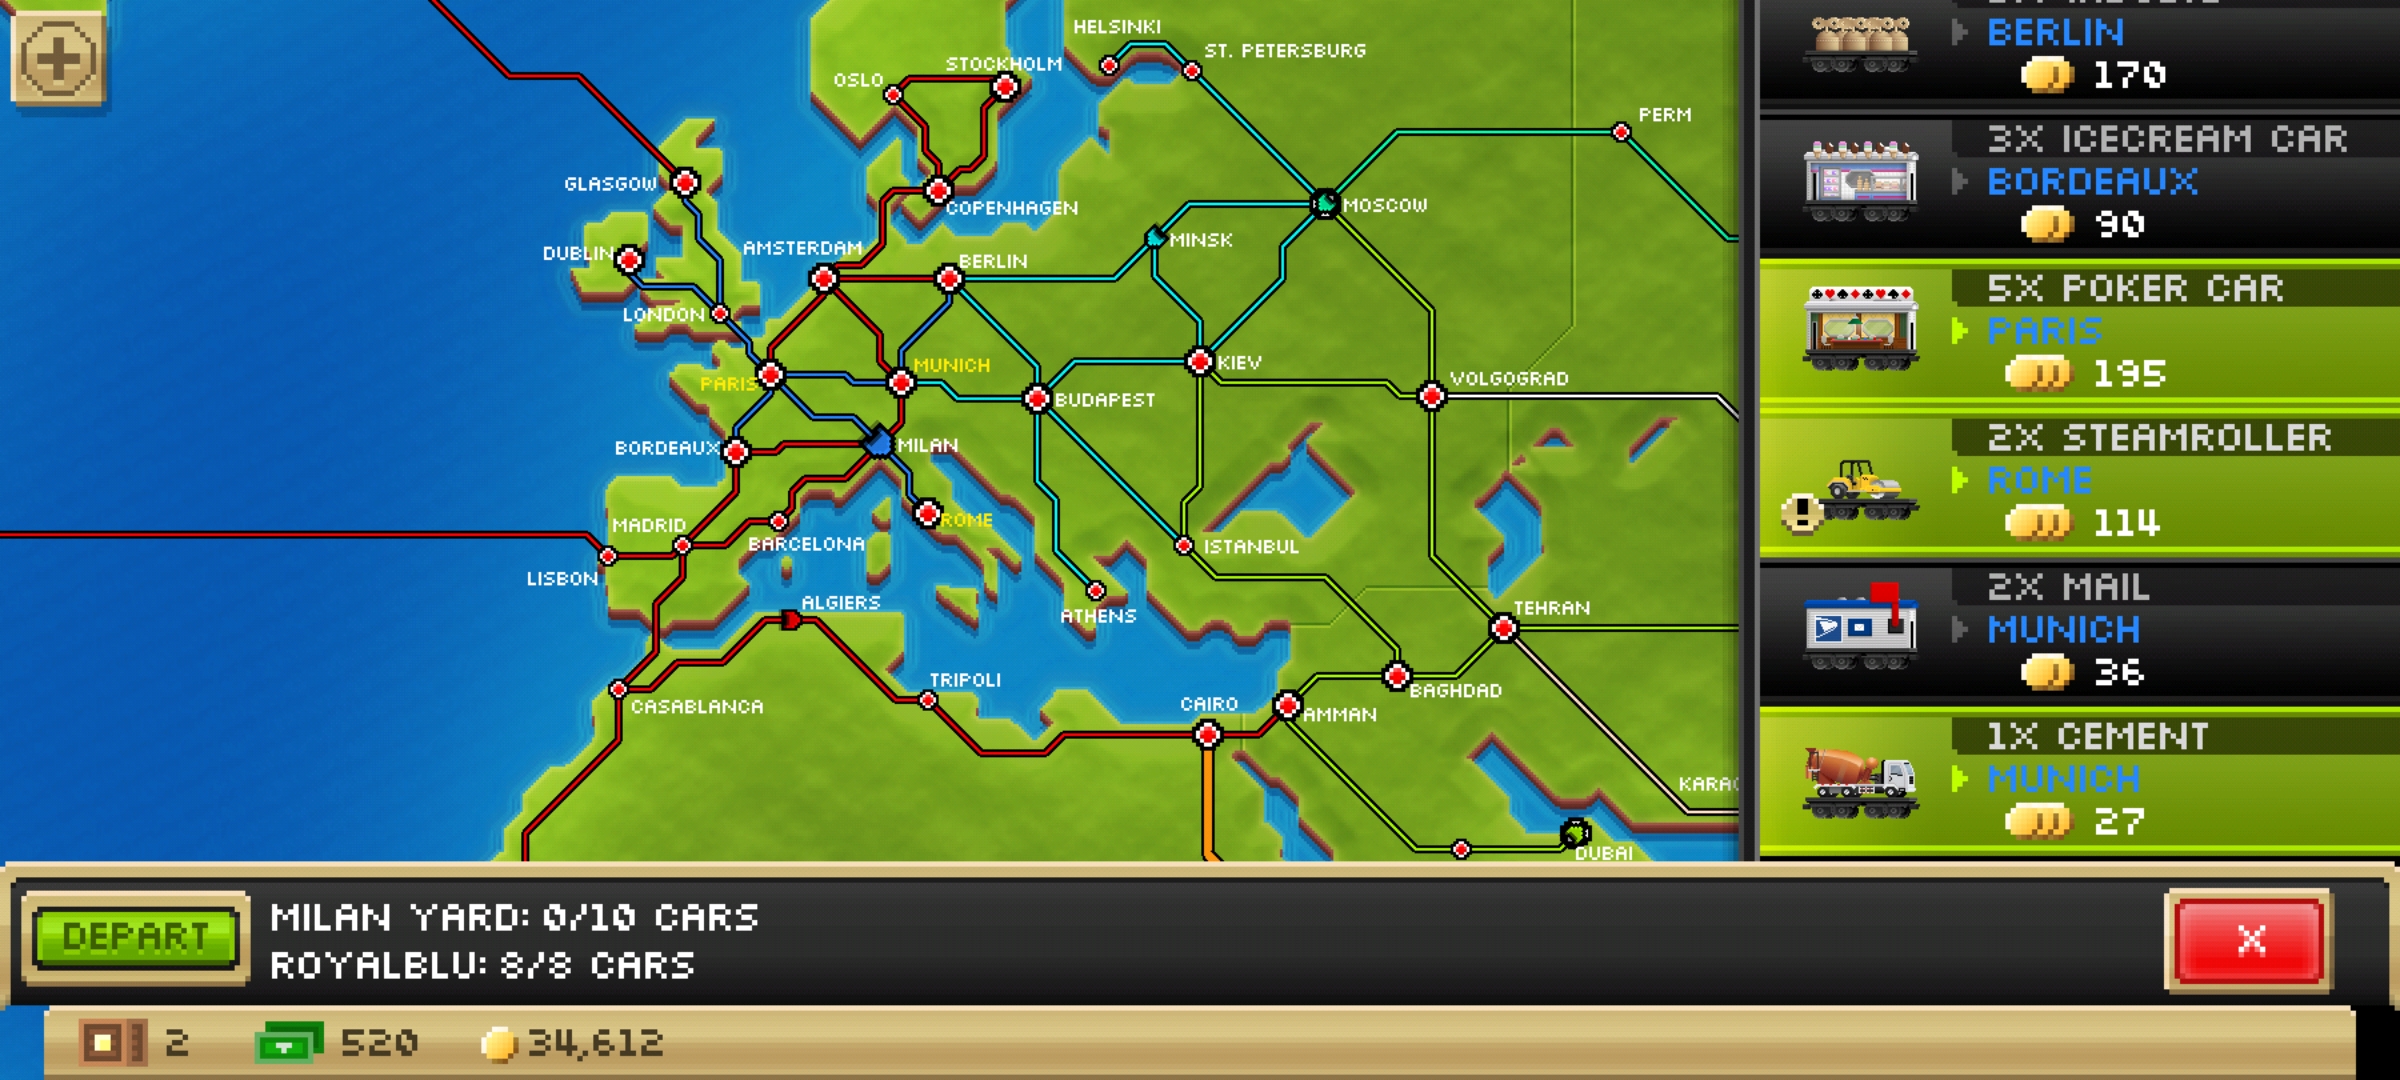 HELSINKI
ST. PETERSBURG
STOCKHOLM
OSLO
PERM
GLASGOW
COPENHAGEN
MOSCOW
DUBLIN
AMSTERDAM
MINSK
BERLIN
LONDON
MUNICH
KIEV
PARIS
VOLGOGRAD
BUDAPEST
BORDEAUX
MILAN
MADRID
ROME
BARCELONA
ISTANBUL
LISBON
ALGIERS
ATHENS
TEHRAN
TRIPOLI
BAGHDAD
CASABLANCA
CAIRO
AMMAN
KARAC
DUBAI
BERLIN
170
3X ICECREAM CAR
BORDEAUX
90
5X POKER CAR
PARIS
195
2X STEAMROLLER
ROME
114
2X MAIL
MUNICH
36
1X CEMENT
MUNICH
27
DEPART
MILAN YARD: 0/10 CARS
ROYALBLU: 8/8 CARS
X
2
520
34,612